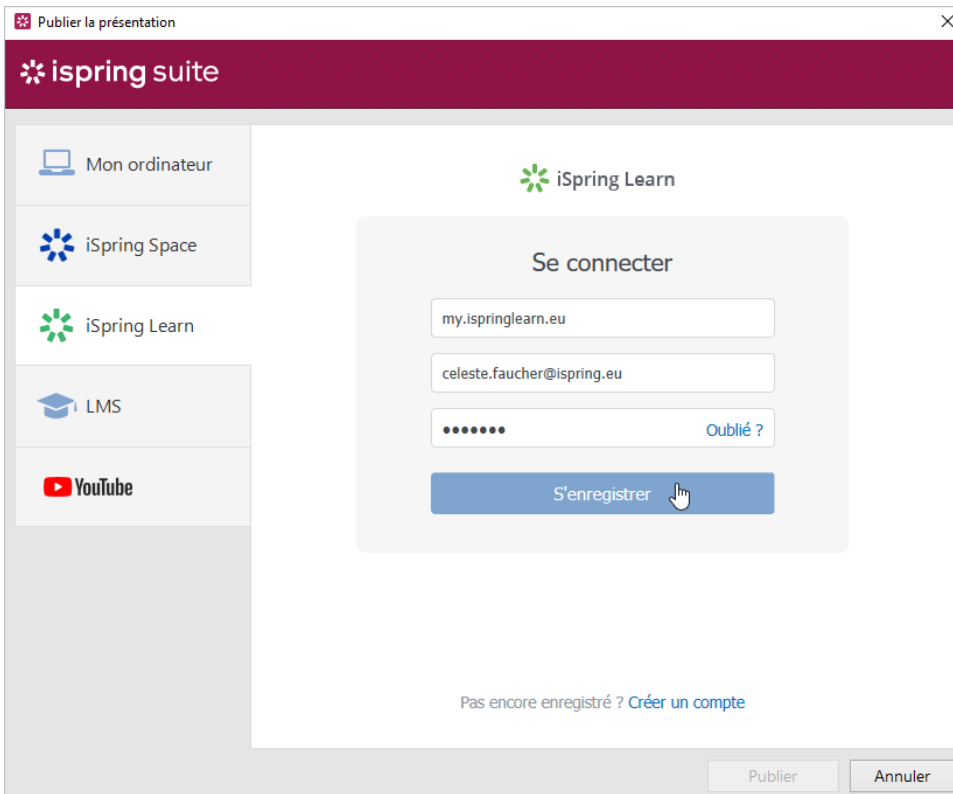 Publier la présentation
ispring suite
Mon ordinateur
iSpring Space
iSpring Learn
LMS
YouTube
iSpring Learn
Se connecter
my.ispringlearn.eu
celeste.faucher@ispring.eu
••••••• Oublié ?
S'enregistrer
Pas encore enregistré ? Créer un compte
Publier Annuler